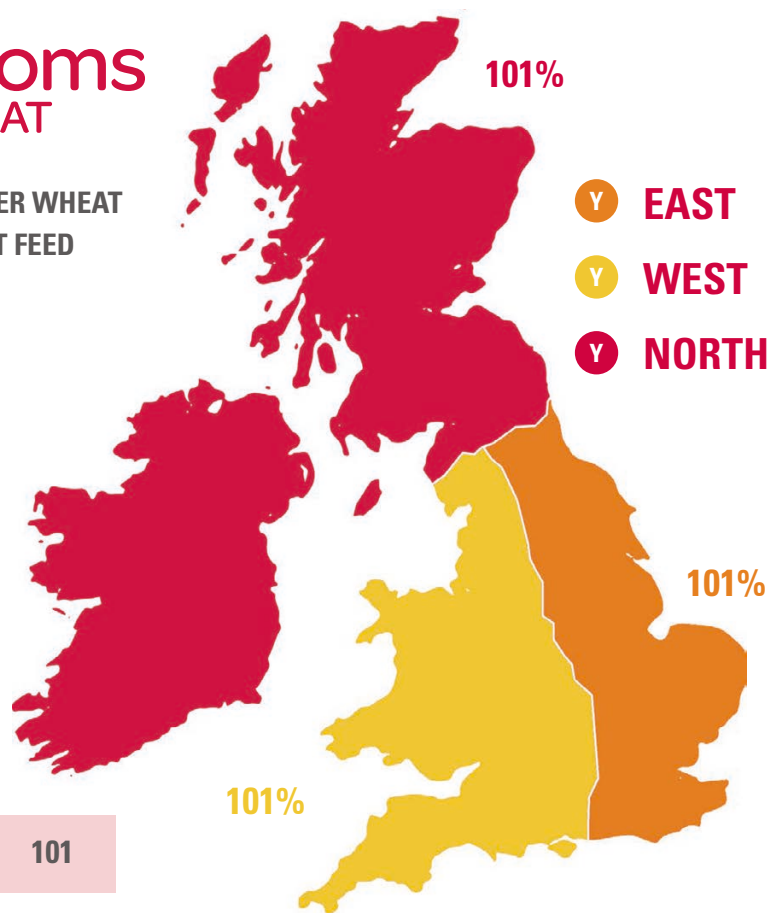 oms
AT
101%
ER WHEAT
T FEED
Y EAST
Y WEST
Y NORTH
101%
101%
101